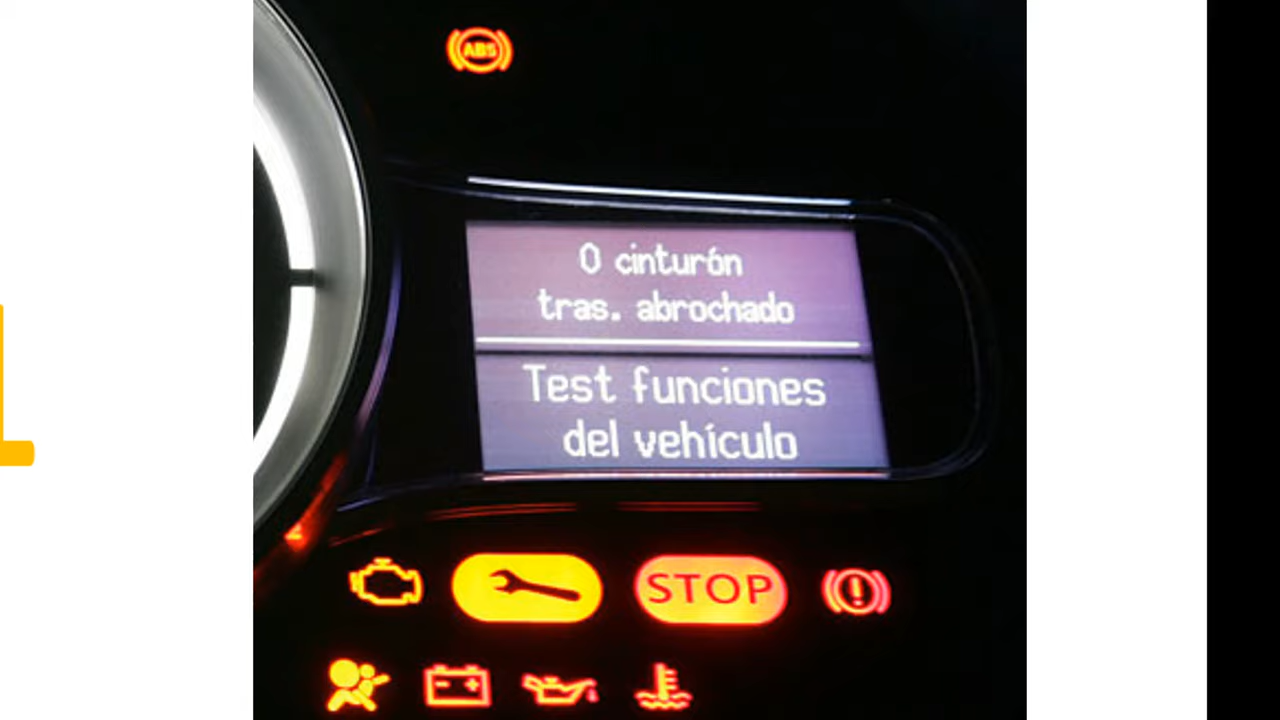 ABS
0 cinturón
tras. abrochado
Test funciones
del vehículo
STOP